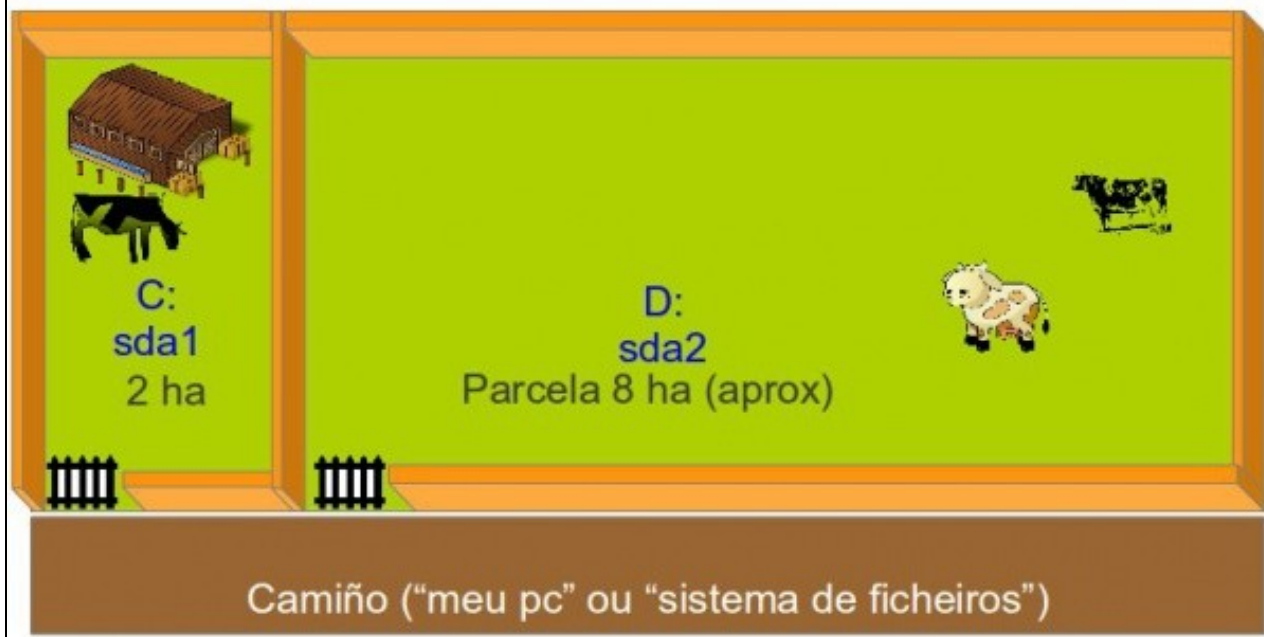 C:
sda1
2 ha
D:
sda2
Parcela 8 ha (aprox)
Camiño (“meu pc” ou “sistema de ficheiros”)